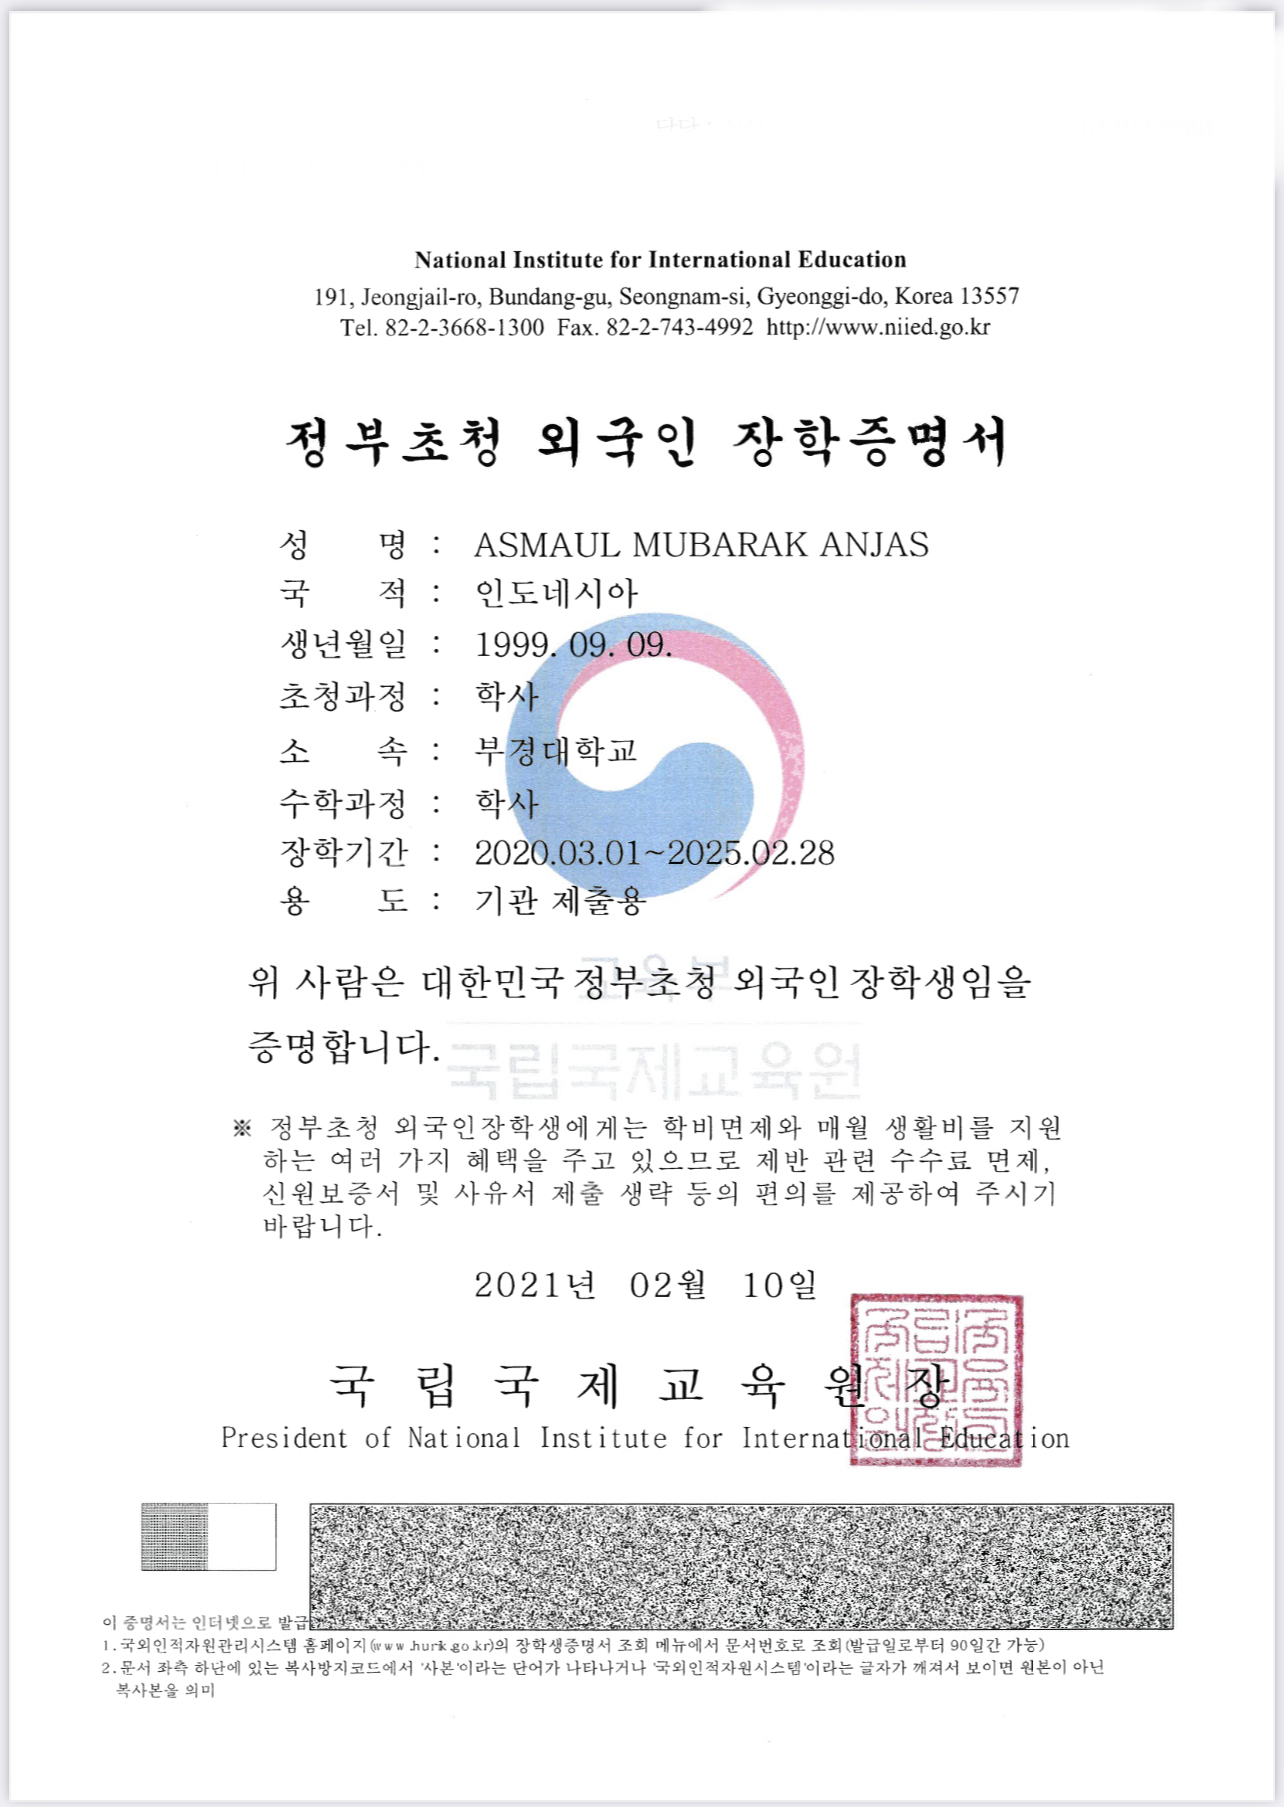 National Institute for International Education
191, Jeongjail-ro, Bundang-gu, Seongnam-si, Gyeonggi-do, Korea 13557
Tel. 82-2-3668-1300 Fax. 82-2-743-4992 http://www.niied.go.kr
정부초청 외국인 장학증명서
성 명 : ASMAUL MUBARAK ANJAS
국 적 : 인도네시아
생년월일 : 1999. 09. 09.
초청과정 : 학사
소 속 : 부경대학교
수학과정 : 학사
장학기간 : 2020.03.01~2025.02.28
용 도 : 기관 제출용
교육부
위 사람은 대한민국 정부초청 외국인 장학생임을
증명합니다.
국립국제교육원
※ 정부초청 외국인장학생에게는 학비면제와 매월 생활비를 지원
하는 여러 가지 혜택을 주고 있으므로 제반 관련 수수료 면제,
신원보증서 및 사유서 제출 생략 등의 편의를 제공하여 주시기
바랍니다.
2021년 02월 10일
국립국제교육원장
President of National Institute for International Education
이 증명서는 인터넷으로 발급
1.국외인적자원관리시스템 홈페이지(www.hurik.go.kr)의 장학생증명서 조회 메뉴에서 문서번호로 조회(발급일로부터 90일간 가능)
2.문서 좌측 하단에 있는 복사방지코드에서 '사본'이라는 단어가 나타나거나 '국외인적자원시스템'이라는 글자가 깨져서 보이면 원본이 아닌
복사본을 의미